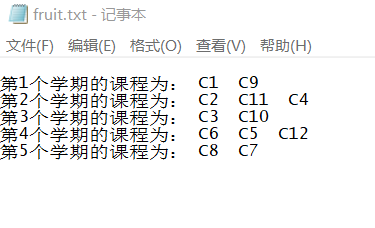 fruit.txt - 记事本
文件(F) 编辑(E) 格式(O) 查看(V) 帮助(H)
第1个学期的课程为: C1 C9
第2个学期的课程为: C2 C11 C4
第3个学期的课程为: C3 C10
第4个学期的课程为: C6 C5 C12
第5个学期的课程为: C8 C7